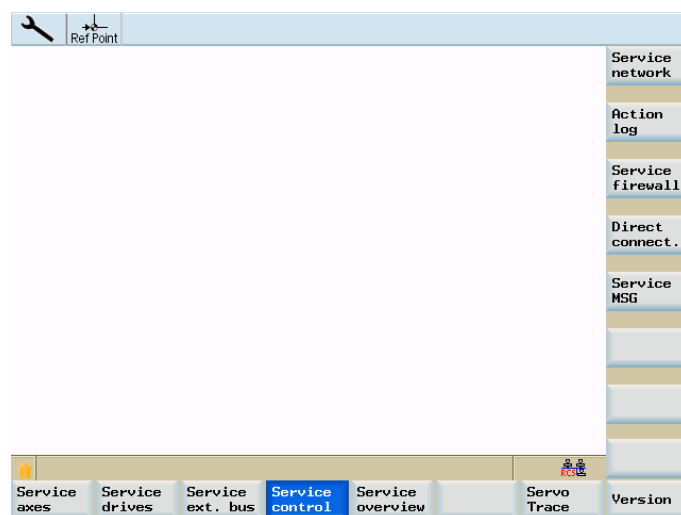 Ref Point
Service
network
Action
log
Service
firewall
Direct
connect.
Service
MSG
RCS
Service
axes
Service
drives
Service
ext. bus
Service
control
Service
overview
Servo
Trace
Version